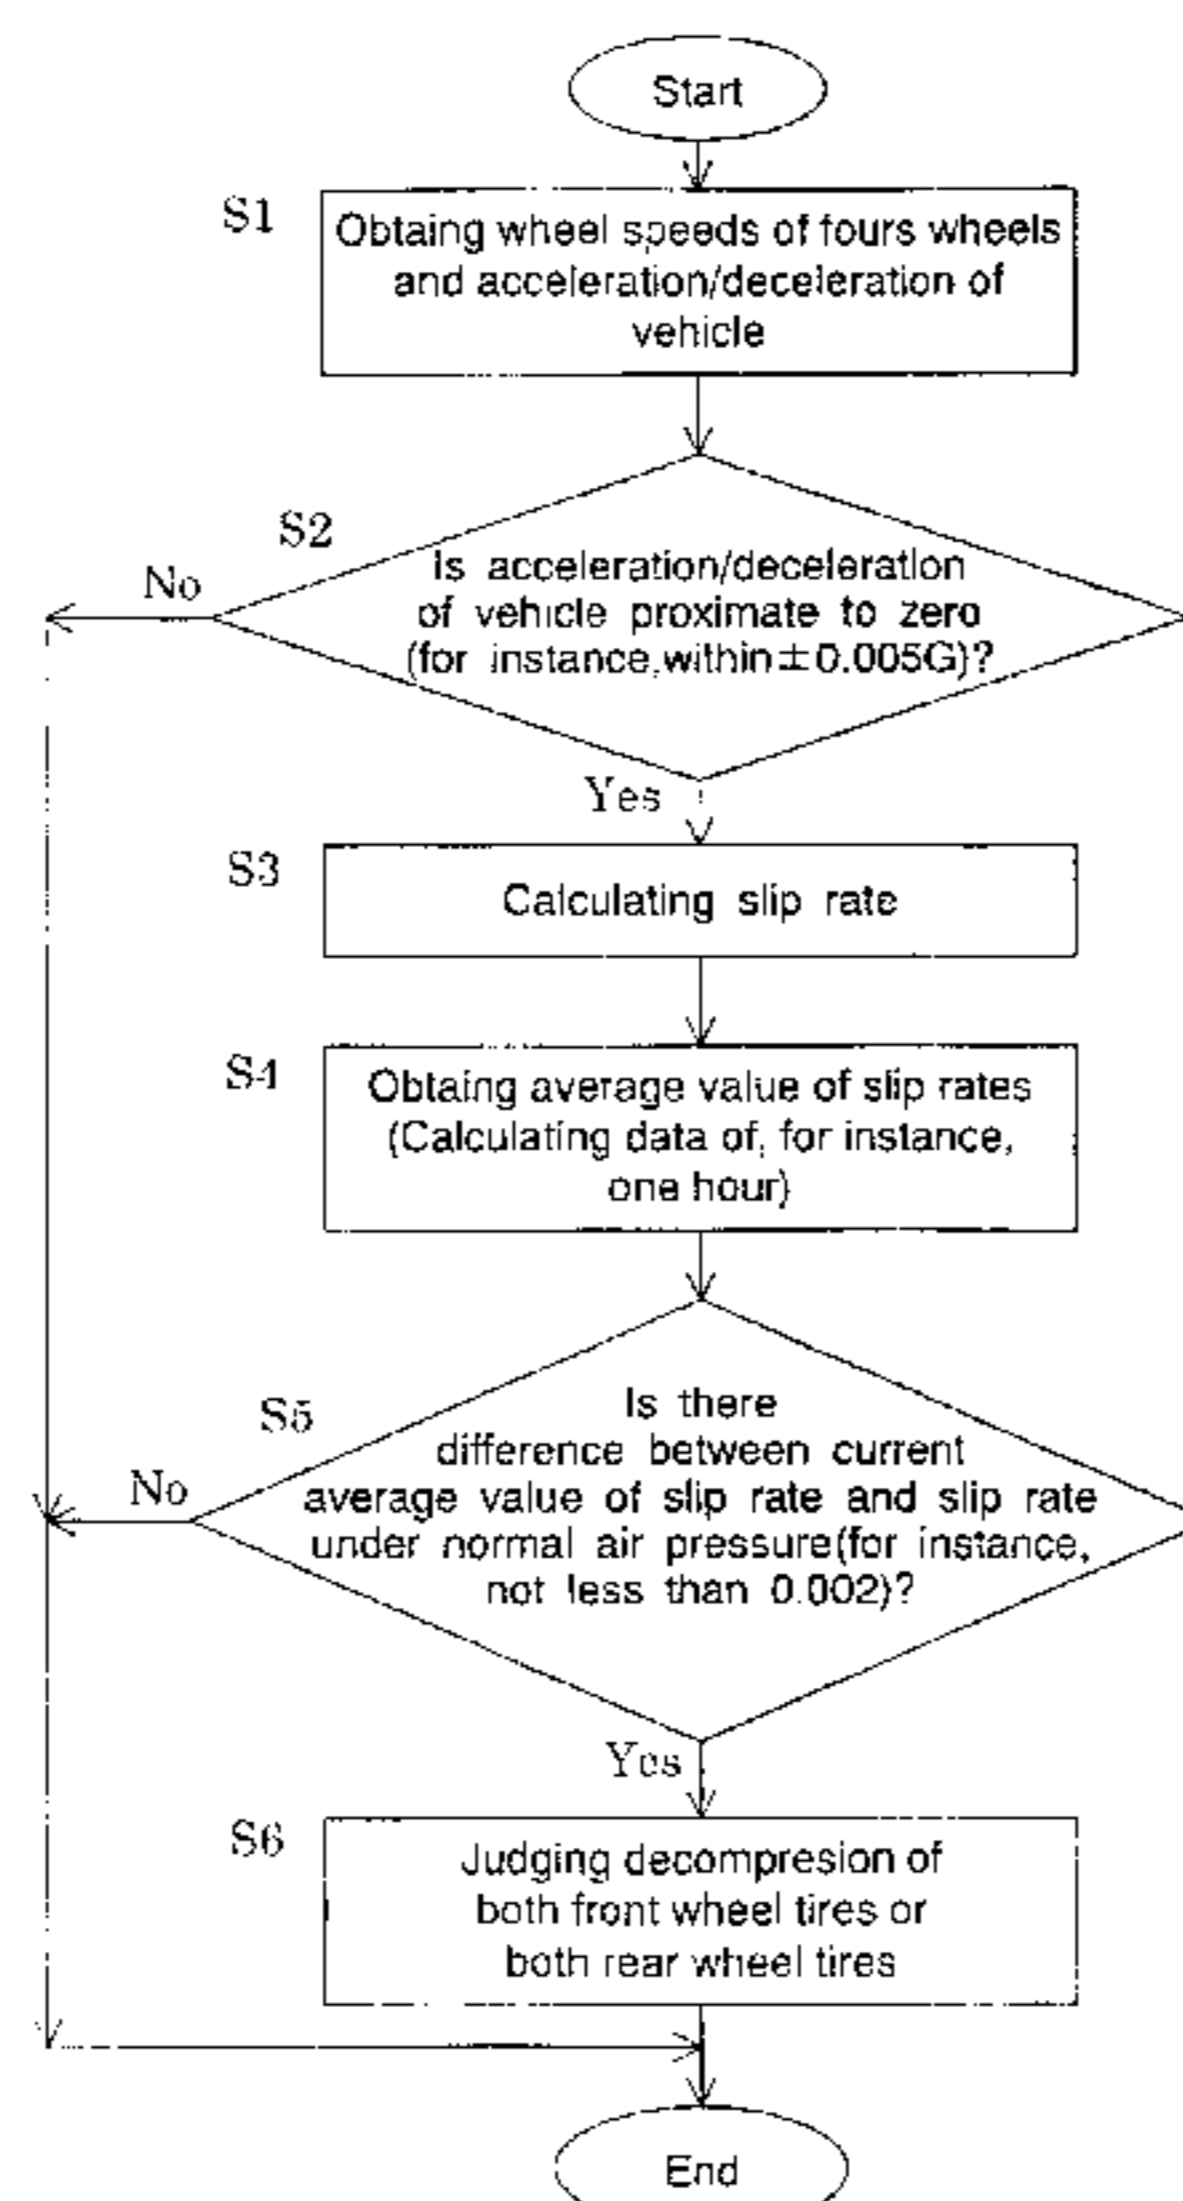 Start
S1
Obtaing wheel speeds of fours wheels
and acceleration/deceleration of
vehicle
S2
No
Is acceleration/deceleration
of vehicle proximate to zero
(for instance,within±0.005G)?
Yes
S3
Calculating slip rate
S4
Obtaing average value of slip rates
(Calculating data of, for instance,
one hour)
S5
No
Is there
difference between current
average value of slip rate and slip rate
under normal air pressure(for instance,
not less than 0.002)?
Yes
S6
Judging decompresion of
both front wheel tires or
both rear wheel tires
End